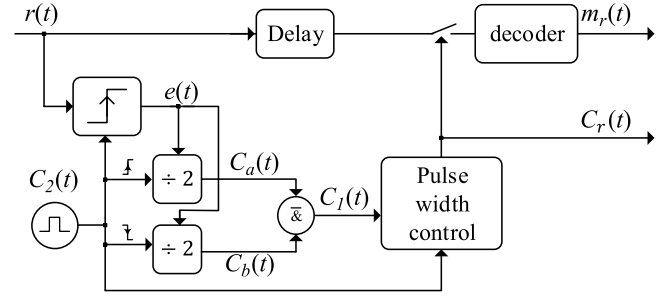 r(t)
m_r(t)
Delay
decoder
e(t)
C_r(t)
C_2(t)
÷ 2
C_a(t)
Pulse
width
control
C_1(t)
&
÷ 2
C_b(t)